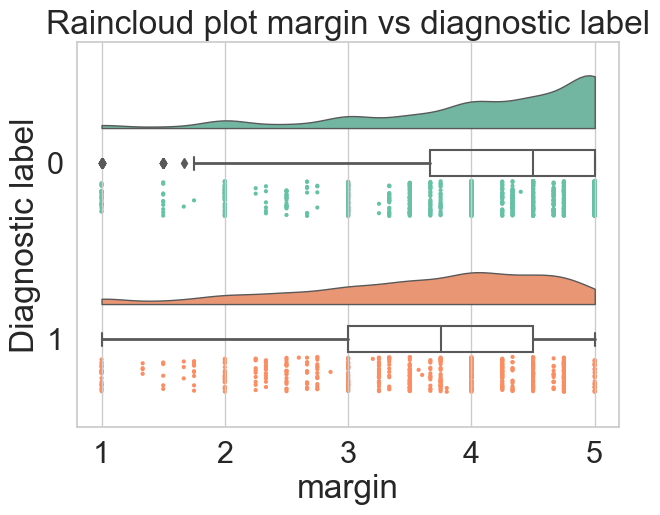 Raincloud plot margin vs diagnostic label
Diagnostic label
0
1
1 2 3 4 5
margin